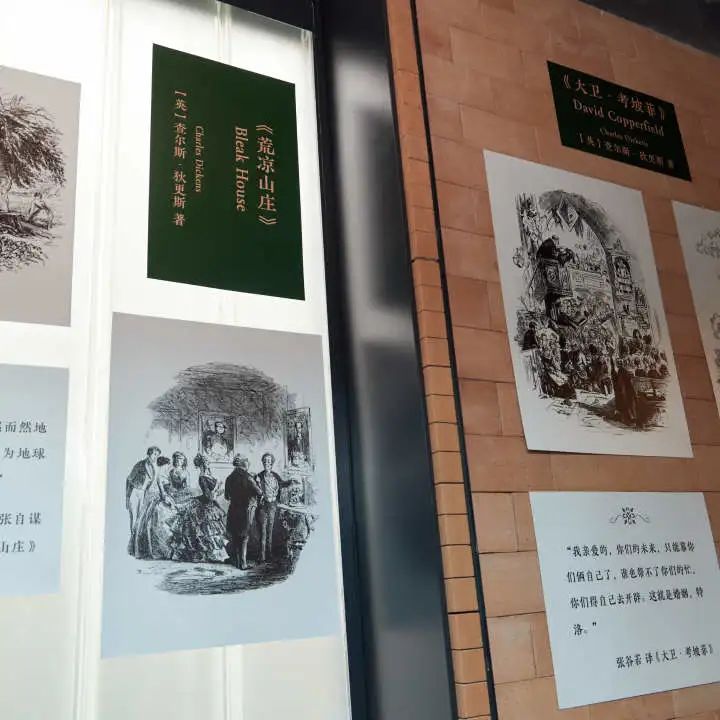 《荒凉山庄》
Bleak House
Charles Dickens
【英】查尔斯·狄更斯 著
而然地
为地球
”
张自谋
山庄》
《大卫·考坡菲》
David Copperfield
Charles Dickens
【英】查尔斯·狄更斯 著
“我亲爱的，你们的未来，只能靠你
们俩自己了，谁也帮不了你们的忙，
你们得自己去开辟。这就是婚姻，特
洛。”
张谷若 译《大卫·考坡菲》